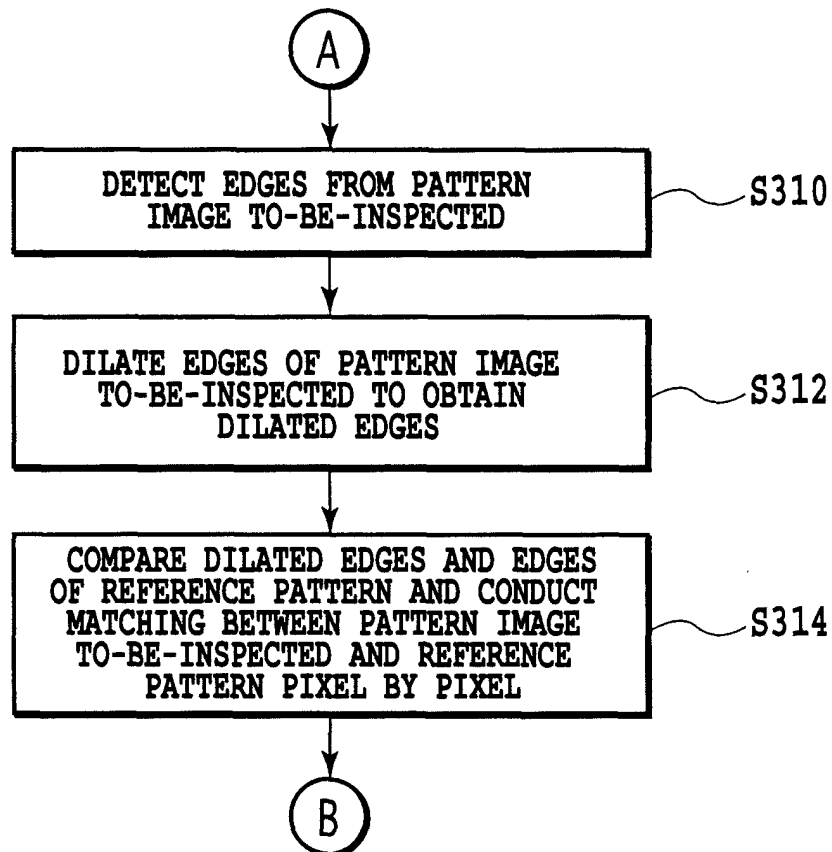 A
DETECT EDGES FROM PATTERN
IMAGE TO-BE-INSPECTED
S310
DILATE EDGES OF PATTERN IMAGE
TO-BE-INSPECTED TO OBTAIN
DILATED EDGES
S312
COMPARE DILATED EDGES AND EDGES
OF REFERENCE PATTERN AND CONDUCT
MATCHING BETWEEN PATTERN IMAGE
TO-BE-INSPECTED AND REFERENCE
PATTERN PIXEL BY PIXEL
S314
B